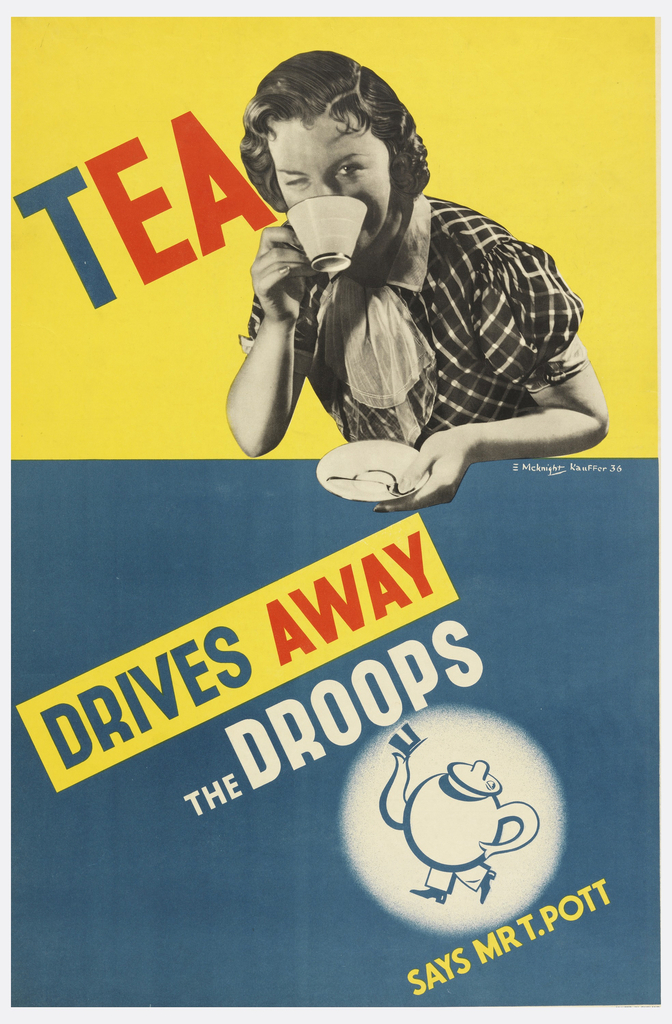 TEA
E McKnight Kauffer 36
DRIVES AWAY
THE DROOPS
SAYS MR T. POTT